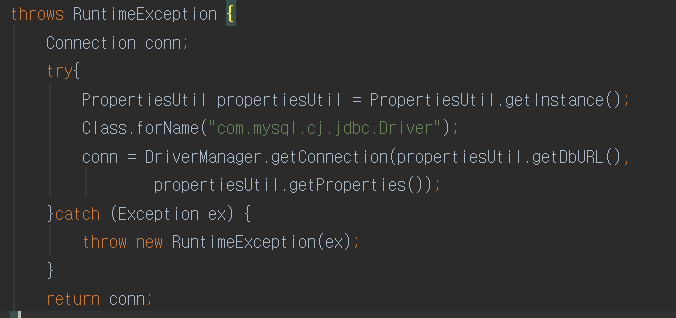 throws RuntimeException {
Connection conn;
try{
PropertiesUtil propertiesUtil = PropertiesUtil.getInstance();
Class.forName("com.mysql.cj.jdbc.Driver");
conn = DriverManager.getConnection(propertiesUtil.getDbURL(),
propertiesUtil.getProperties());
}catch (Exception ex) {
throw new RuntimeException(ex);
}
return conn;